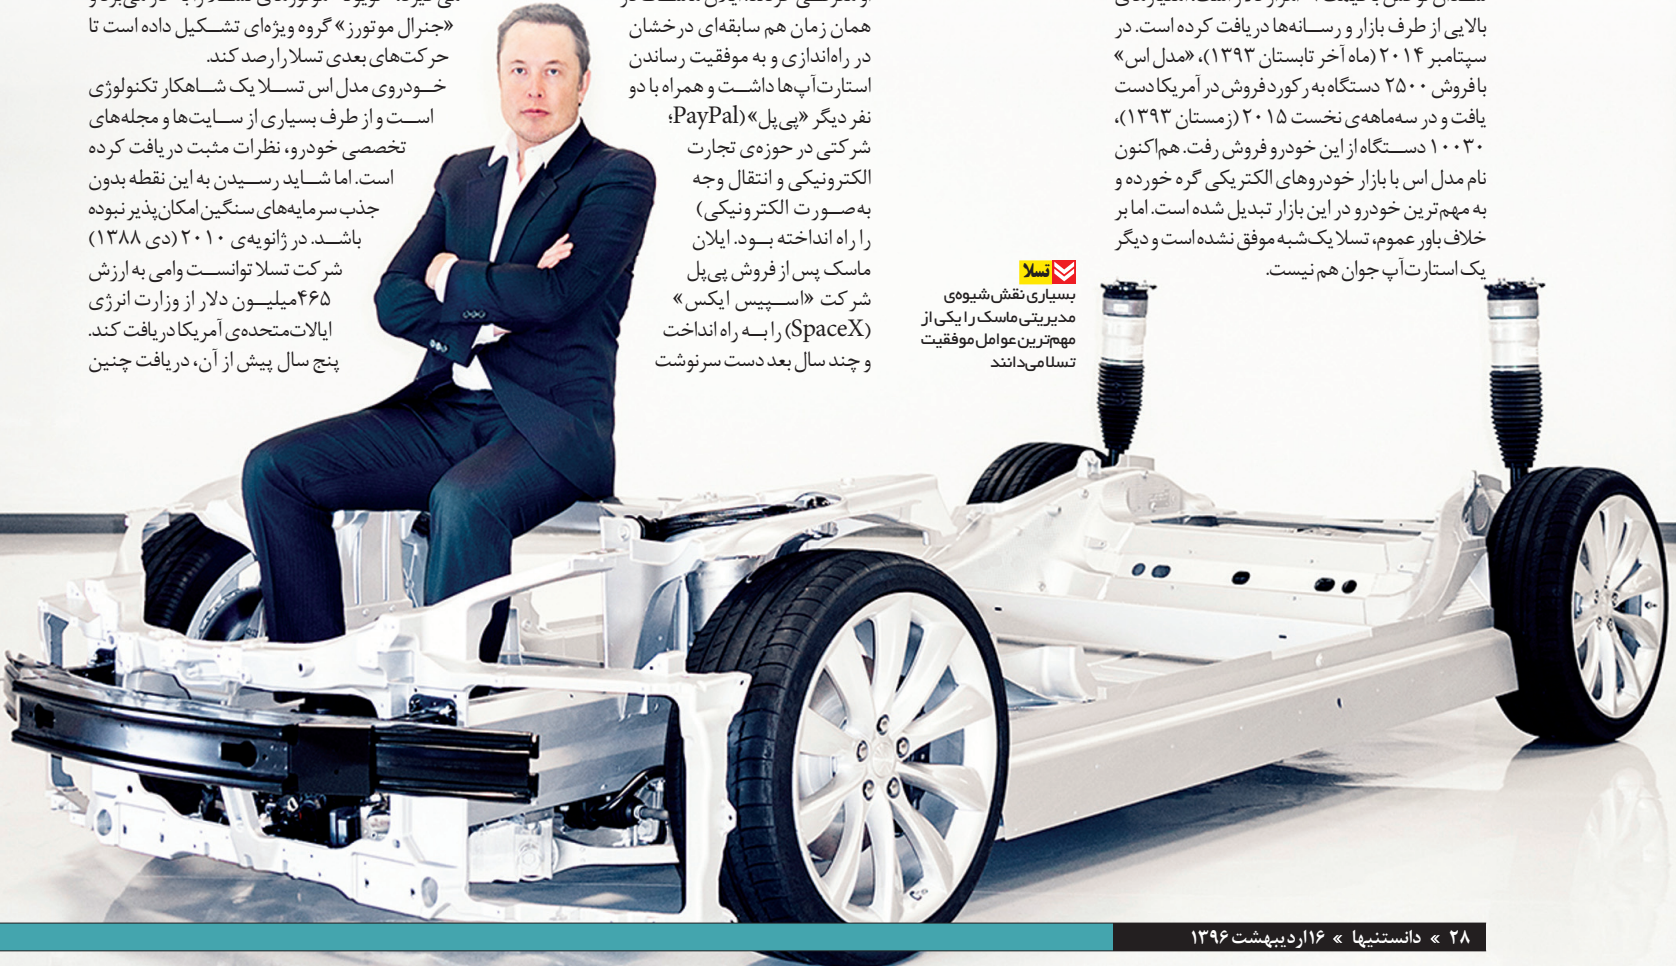 بالایی از طرف بازار و رسانه‌ها دریافت کرده است. در
سپتامبر ۲۰۱۴ (ماه آخر تابستان ۱۳۹۳)، «مدل اس»
با فروش ۲۵۰۰ دستگاه به رکورد فروش در آمریکا دست
یافت و در سه‌ماهه‌ی نخست ۲۰۱۵ (زمستان ۱۳۹۳)،
۱۰۰۳۰ دستگاه از این خودرو فروش رفت. هم‌اکنون
نام مدل اس با بازار خودروهای الکتریکی گره خورده و
به مهم‌ترین خودرو در این بازار تبدیل شده است. اما بر
خلاف باور عموم، تسلا یک‌شبه موفق نشده است و دیگر
یک استارت‌آپ جوان هم نیست.
تسلا
بسیاری نقش شیوه‌ی
مدیریتی ماسک را یکی از
مهم‌ترین عوامل موفقیت
تسلا می‌دانند
همان زمان هم سابقه‌ای درخشان
در راه‌اندازی و به موفقیت رساندن
استارت‌آپ‌ها داشت و همراه با دو
نفر دیگر «پی‌پل» (PayPal؛
شرکتی در حوزه‌ی تجارت
الکترونیکی و انتقال وجه
به‌صورت الکترونیکی)
را راه انداخته بود. ایلان
ماسک پس از فروش پی‌پل
شرکت «اسپیس ایکس»
(SpaceX) را به راه انداخت
و چند سال بعد دست سرنوشت
«جنرال موتورز» گروه ویژه‌ای تشکیل داده است تا
حرکت‌های بعدی تسلا را رصد کند.
خودروی مدل اس تسلا یک شاهکار تکنولوژی
است و از طرف بسیاری از سایت‌ها و مجله‌های
تخصصی خودرو، نظرات مثبت دریافت کرده
است. اما شاید رسیدن به این نقطه بدون
جذب سرمایه‌های سنگین امکان‌پذیر نبوده
باشد. در ژانویه‌ی ۲۰۱۰ (دی ۱۳۸۸)
شرکت تسلا توانست وامی به ارزش
۴۶۵میلیون دلار از وزارت انرژی
ایالات‌متحده‌ی آمریکا دریافت کند.
پنج سال پیش از آن، دریافت چنین
۲۸ » دانستنیها » ۱۶اردیبهشت ۱۳۹۶